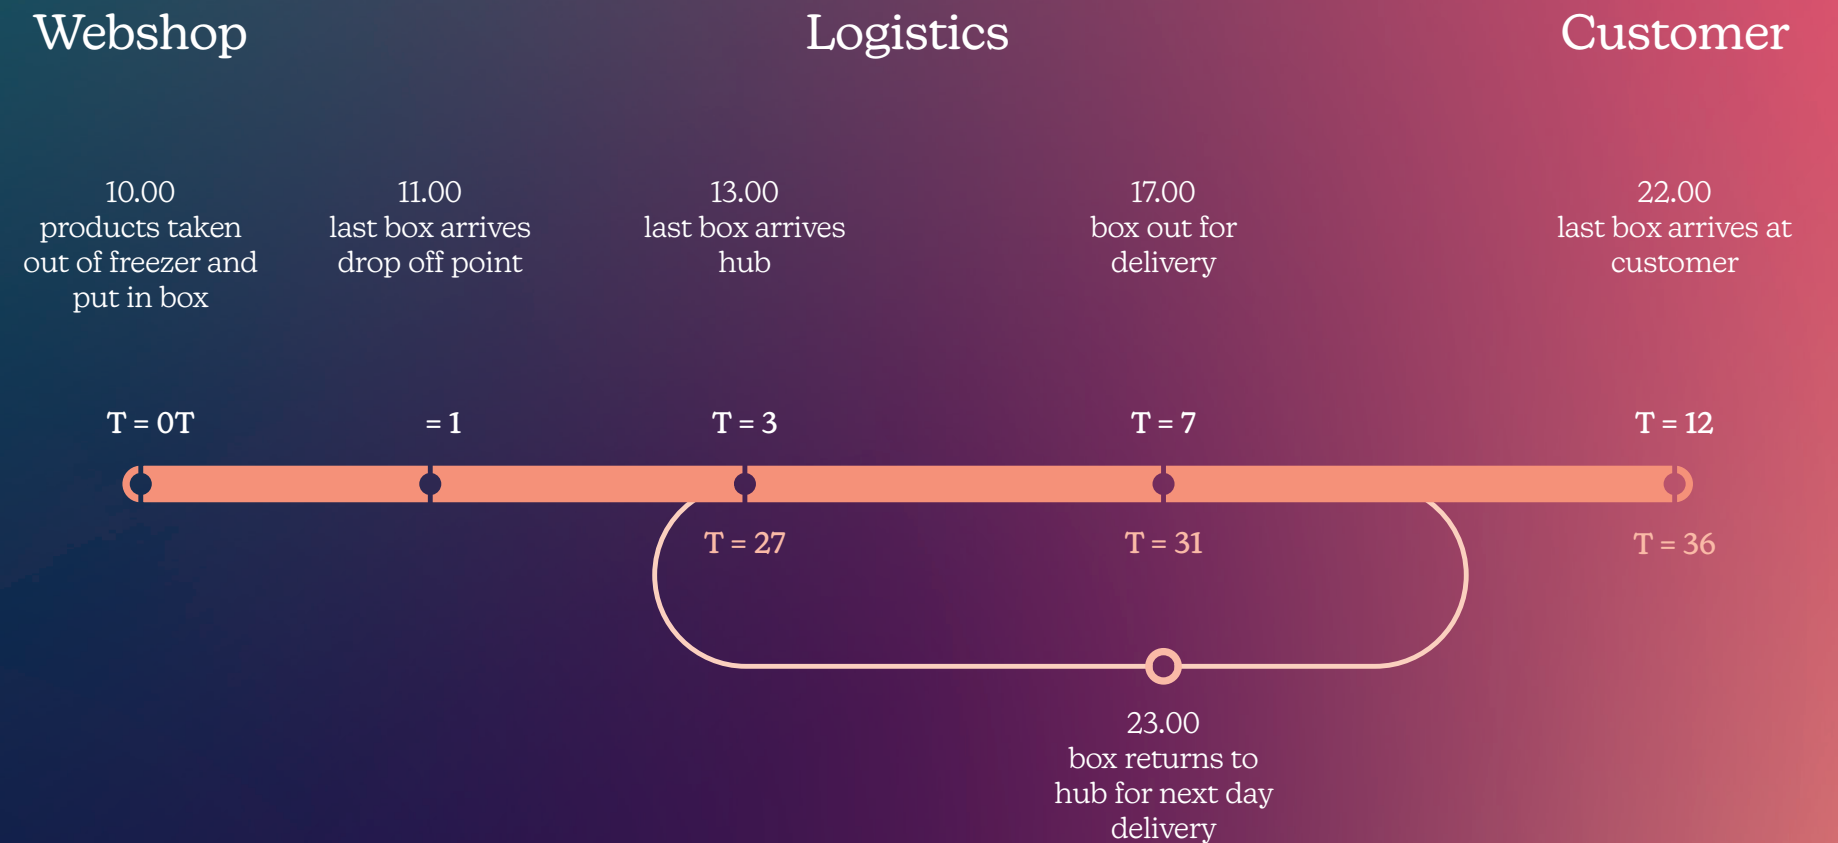 Webshop
Logistics
Customer
10.00
products taken
out of freezer and
put in box
11.00
last box arrives
drop off point
13.00
last box arrives
hub
17.00
box out for
delivery
22.00
last box arrives at
customer
T = 0T
= 1
T = 3
T = 7
T = 12
T = 27
T = 31
T = 36
23.00
box returns to
hub for next day
delivery